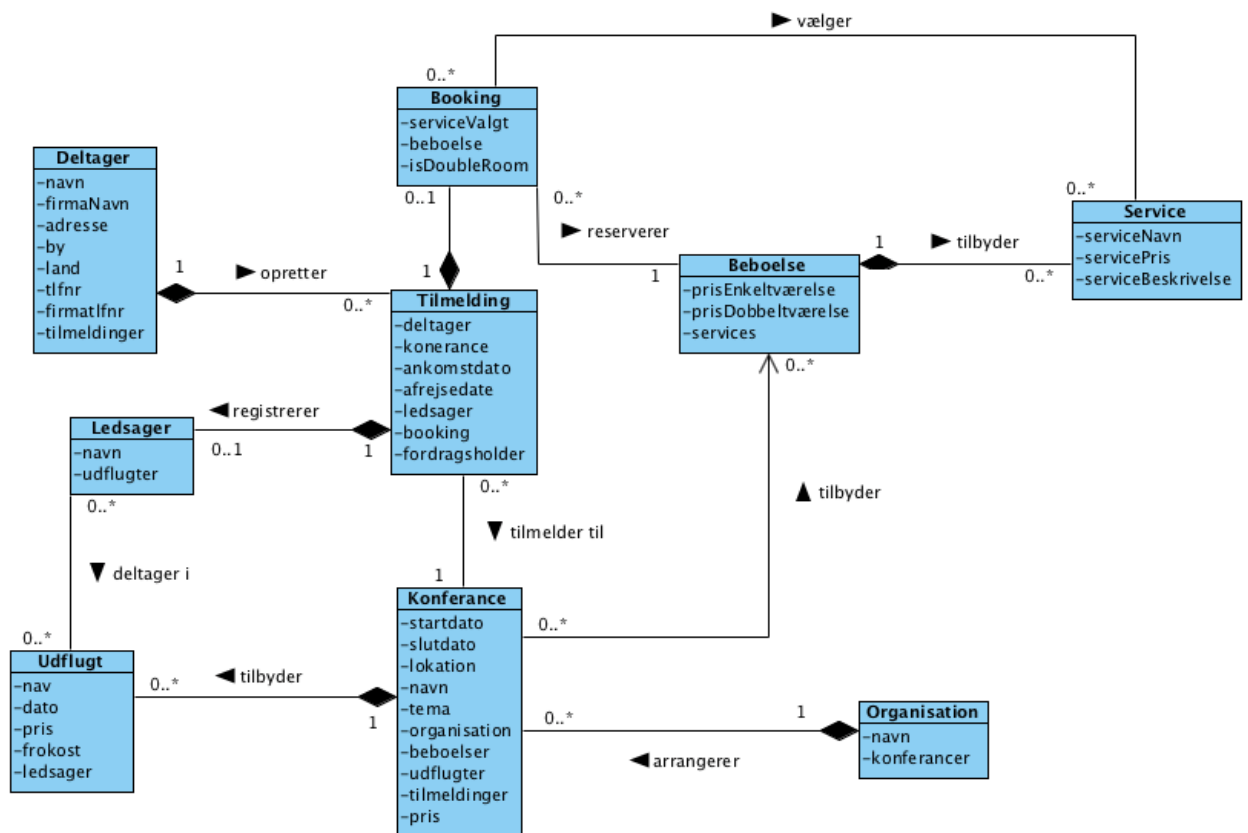 vælger
0..*
Booking
-serviceValgt
-beboelse
-isDoubleRoom
0..1
0..*
reserverer
1
Deltager
-navn
-firmaNavn
-adresse
-by
-land
-tlfnr
-firmatlfnr
-tilmeldinger
1
opretter
0..*
1
Tilmelding
-deltager
-konerance
-ankomstdato
-afrejsedate
-ledsager
-booking
-fordragsholder
0..*
Beboelse
-prisEnkeltværelse
-prisDobbeltværelse
-services
0..*
1
tilbyder
0..*
0..*
Service
-serviceNavn
-servicePris
-serviceBeskrivelse
registrerer
0..1
1
Ledsager
-navn
-udflugter
0..*
deltager i
0..*
tilmelder til
1
tilbyder
Konferance
-startdato
-slutdato
-lokation
-navn
-tema
-organisation
-beboelser
-udflugter
-tilmeldinger
-pris
0..*
Udflugt
-nav
-dato
-pris
-frokost
-ledsager
0..*
tilbyder
1
0..*
arrangerer
1
Organisation
-navn
-konferancer